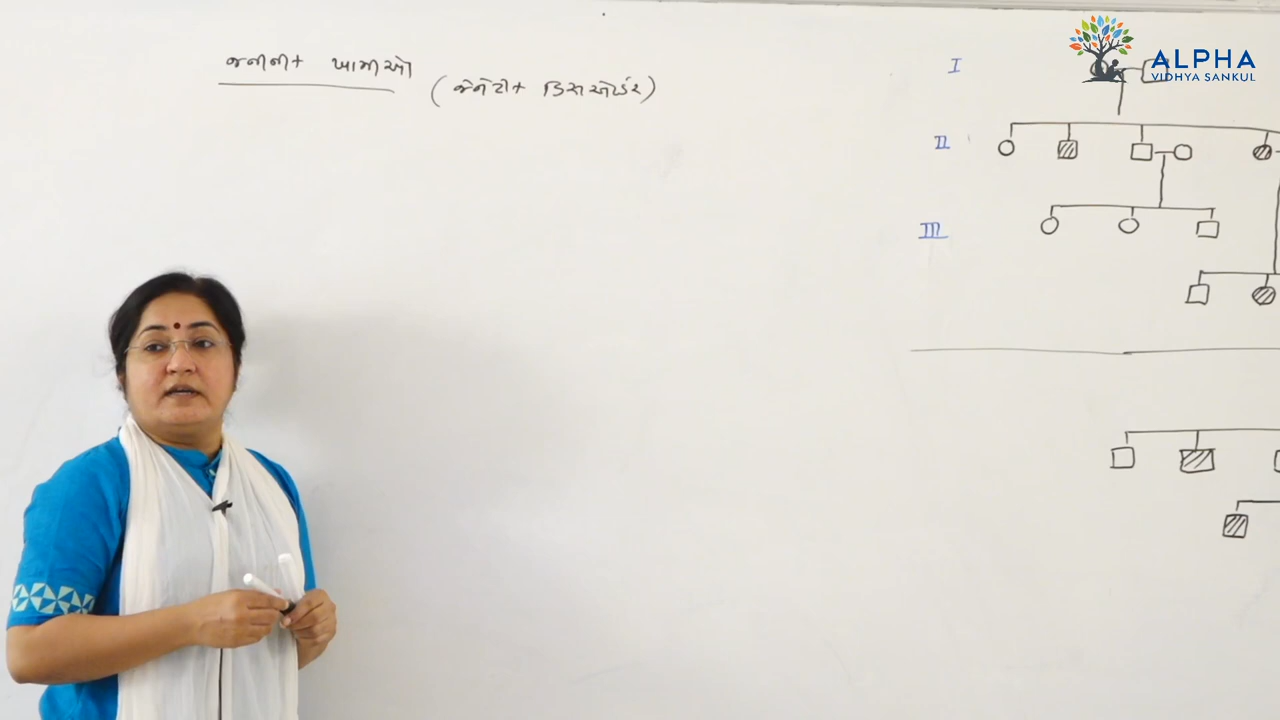 જનીનીક ખામીઓ
(જેનેટીક ડિસઓર્ડર)
I
II
III
ALPHA
VIDHYA SANKUL